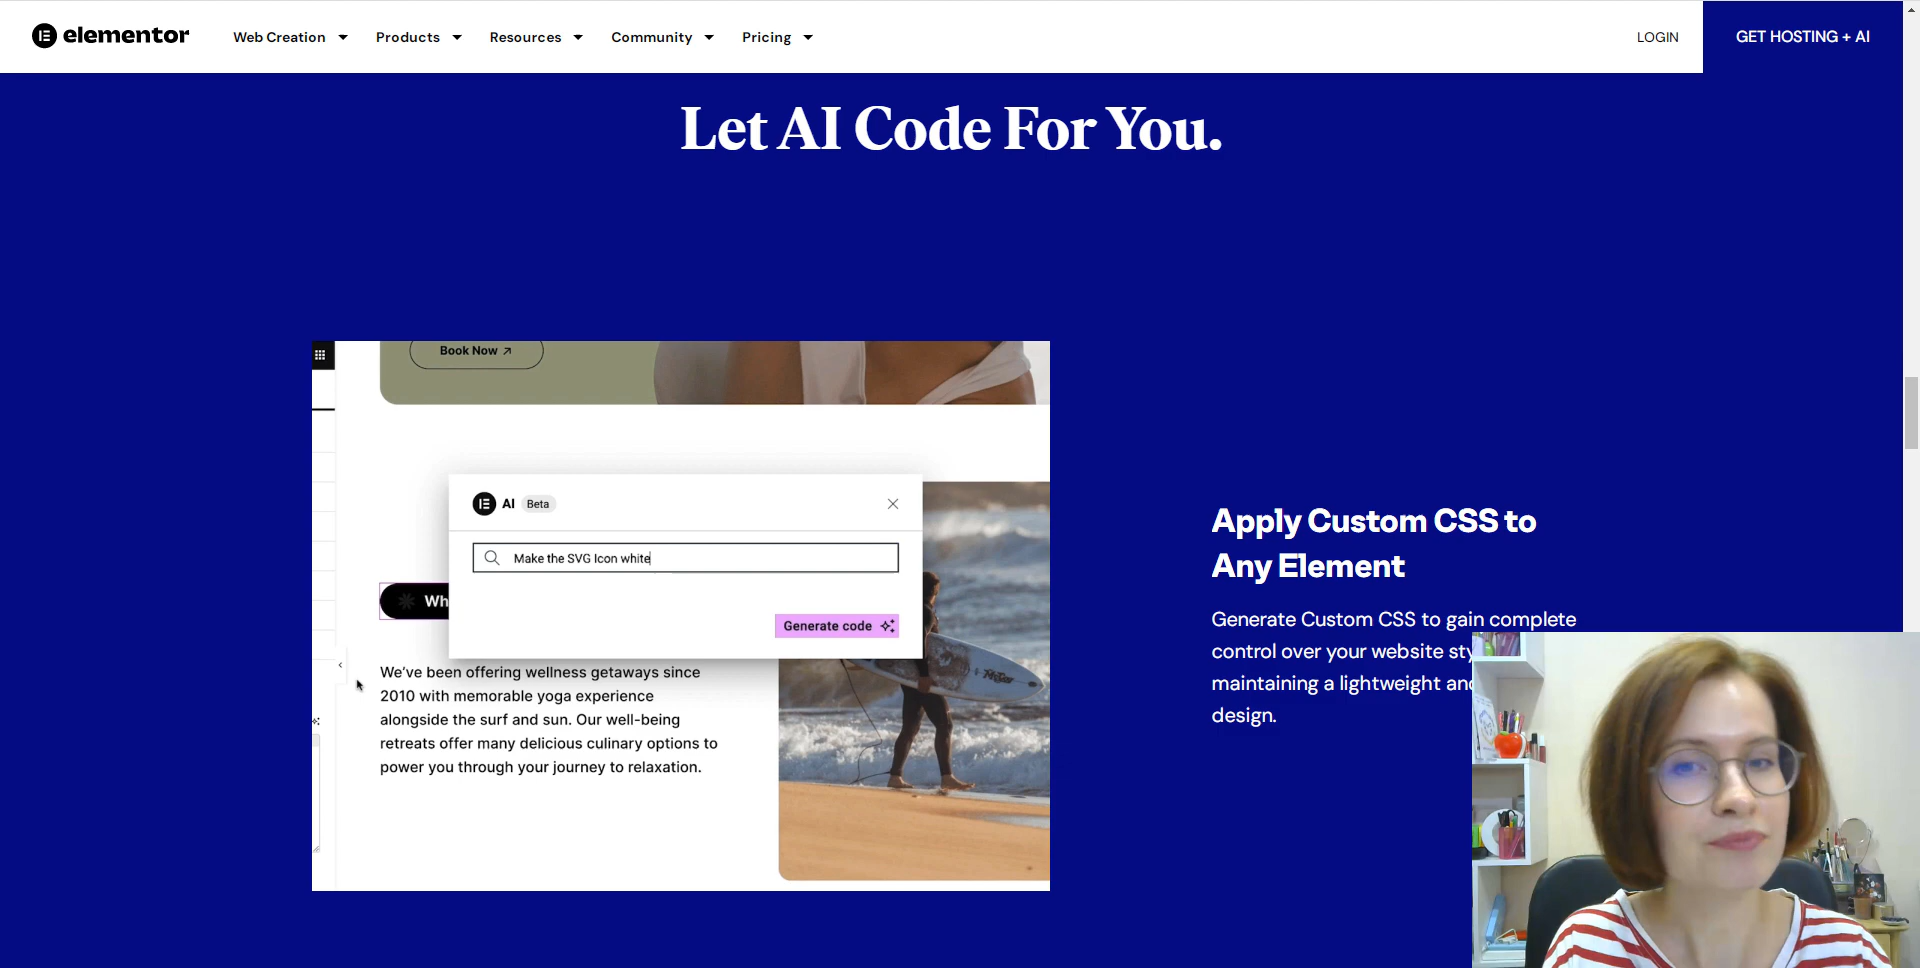 elementor
Web Creation
Products
Resources
Community
Pricing
LOGIN
GET HOSTING + AI
Let AI Code For You.
Book Now ↗
AI Beta
Make the SVG Icon white
Generate code
Wh
We've been offering wellness getaways since
2010 with memorable yoga experience
alongside the surf and sun. Our well-being
retreats offer many delicious culinary options to
power you through your journey to relaxation.
Apply Custom CSS to
Any Element
Generate Custom CSS to gain complete
control over your website sty
maintaining a lightweight and
design.